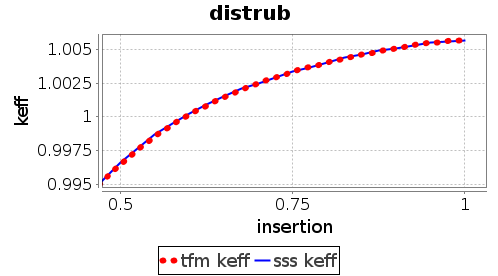 distrub
1.005
1.0025
1
0.9975
0.995
keff
0.5
0.75
1
insertion
tfm keff
sss keff